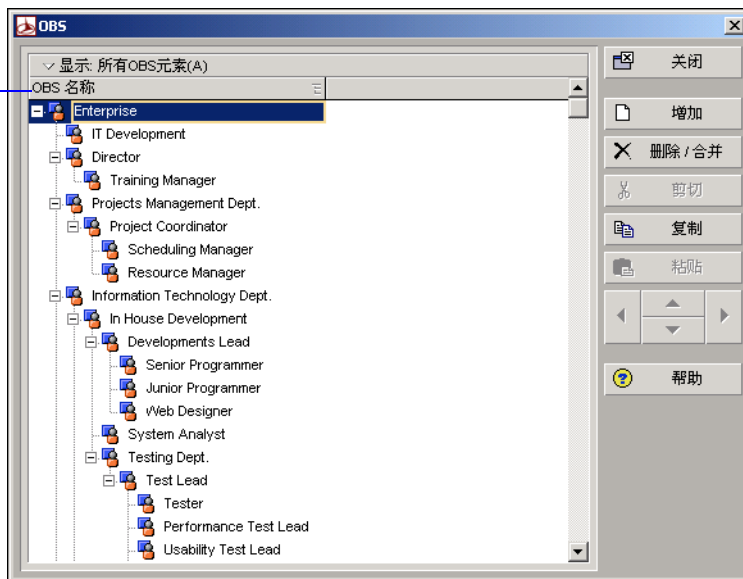 OBS
显示: 所有OBS元素(A)
OBS 名称
Enterprise
IT Development
Director
Training Manager
Projects Management Dept.
Project Coordinator
Scheduling Manager
Resource Manager
Information Technology Dept.
In House Development
Developments Lead
Senior Programmer
Junior Programmer
Web Designer
System Analyst
Testing Dept.
Test Lead
Tester
Performance Test Lead
Usability Test Lead
关闭
增加
删除 / 合并
剪切
复制
粘贴
帮助